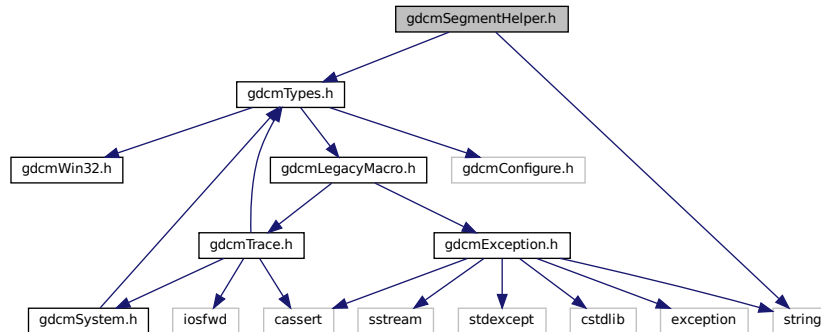 gdcmSegmentHelper.h
gdcmTypes.h
gdcmWin32.h
gdcmLegacyMacro.h
gdcmConfigure.h
gdcmTrace.h
gdcmException.h
gdcmSystem.h
iosfwd
cassert
sstream
stdexcept
cstdlib
exception
string